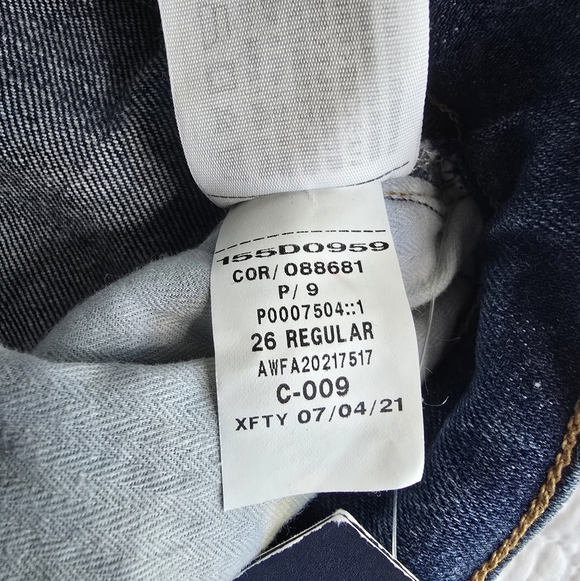 155D0959
COR/ 088681
P/ 9
P0007504::1
26 REGULAR
AWFA20217517
C-009
XFTY 07/04/21